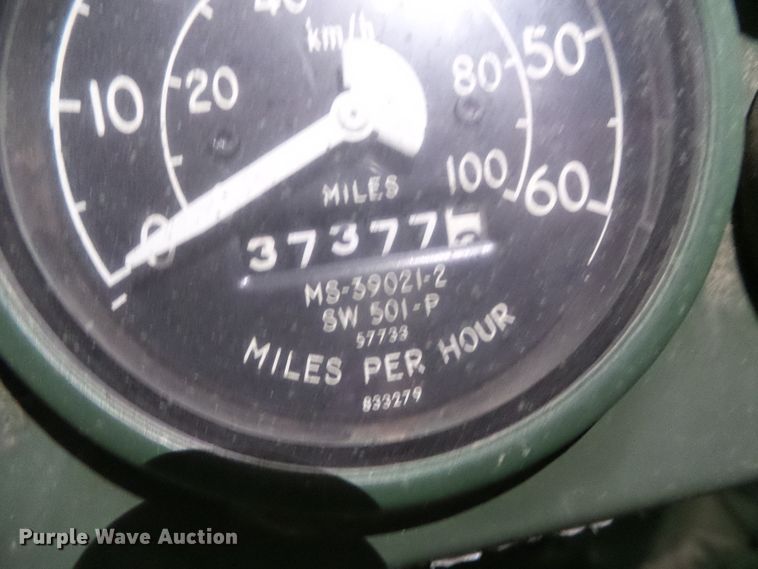 40
km/h
50
10
20
80
100
60
0
MILES
37377
MS-39021-2
SW 501-P
57733
MILES PER HOUR
833279
Purple Wave Auction